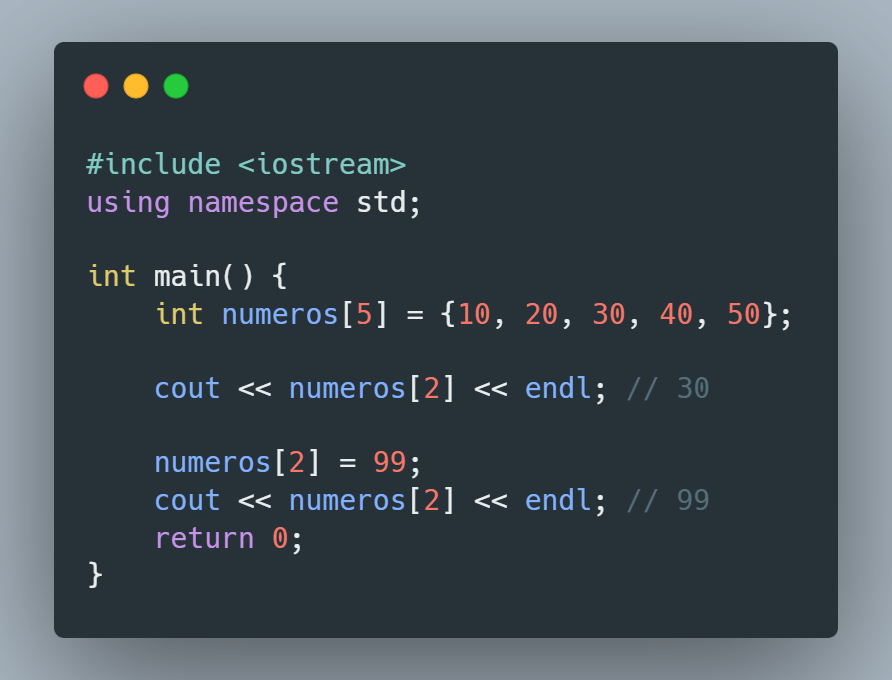 #include <iostream>
using namespace std;
int main() {
    int numeros[5] = {10, 20, 30, 40, 50};
    cout << numeros[2] << endl; // 30
    numeros[2] = 99;
    cout << numeros[2] << endl; // 99
    return 0;
}